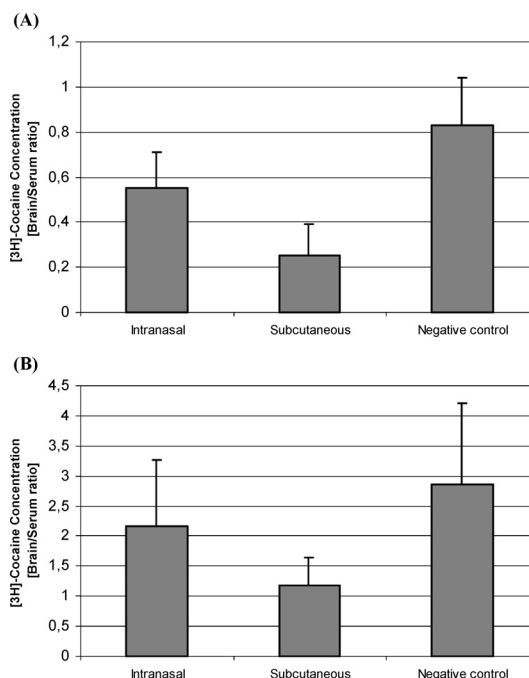 (A)
[3H]-Cocaine Concentration
[Brain/Serum ratio]
1,2
1
0,8
0,6
0,4
0,2
0
Intranasal Subcutaneous Negative control
(B)
[3H]-Cocaine Concentration
[Brain/Serum ratio]
4,5
4
3,5
3
2,5
2
1,5
1
0,5
0
Intranasal Subcutaneous Negative control